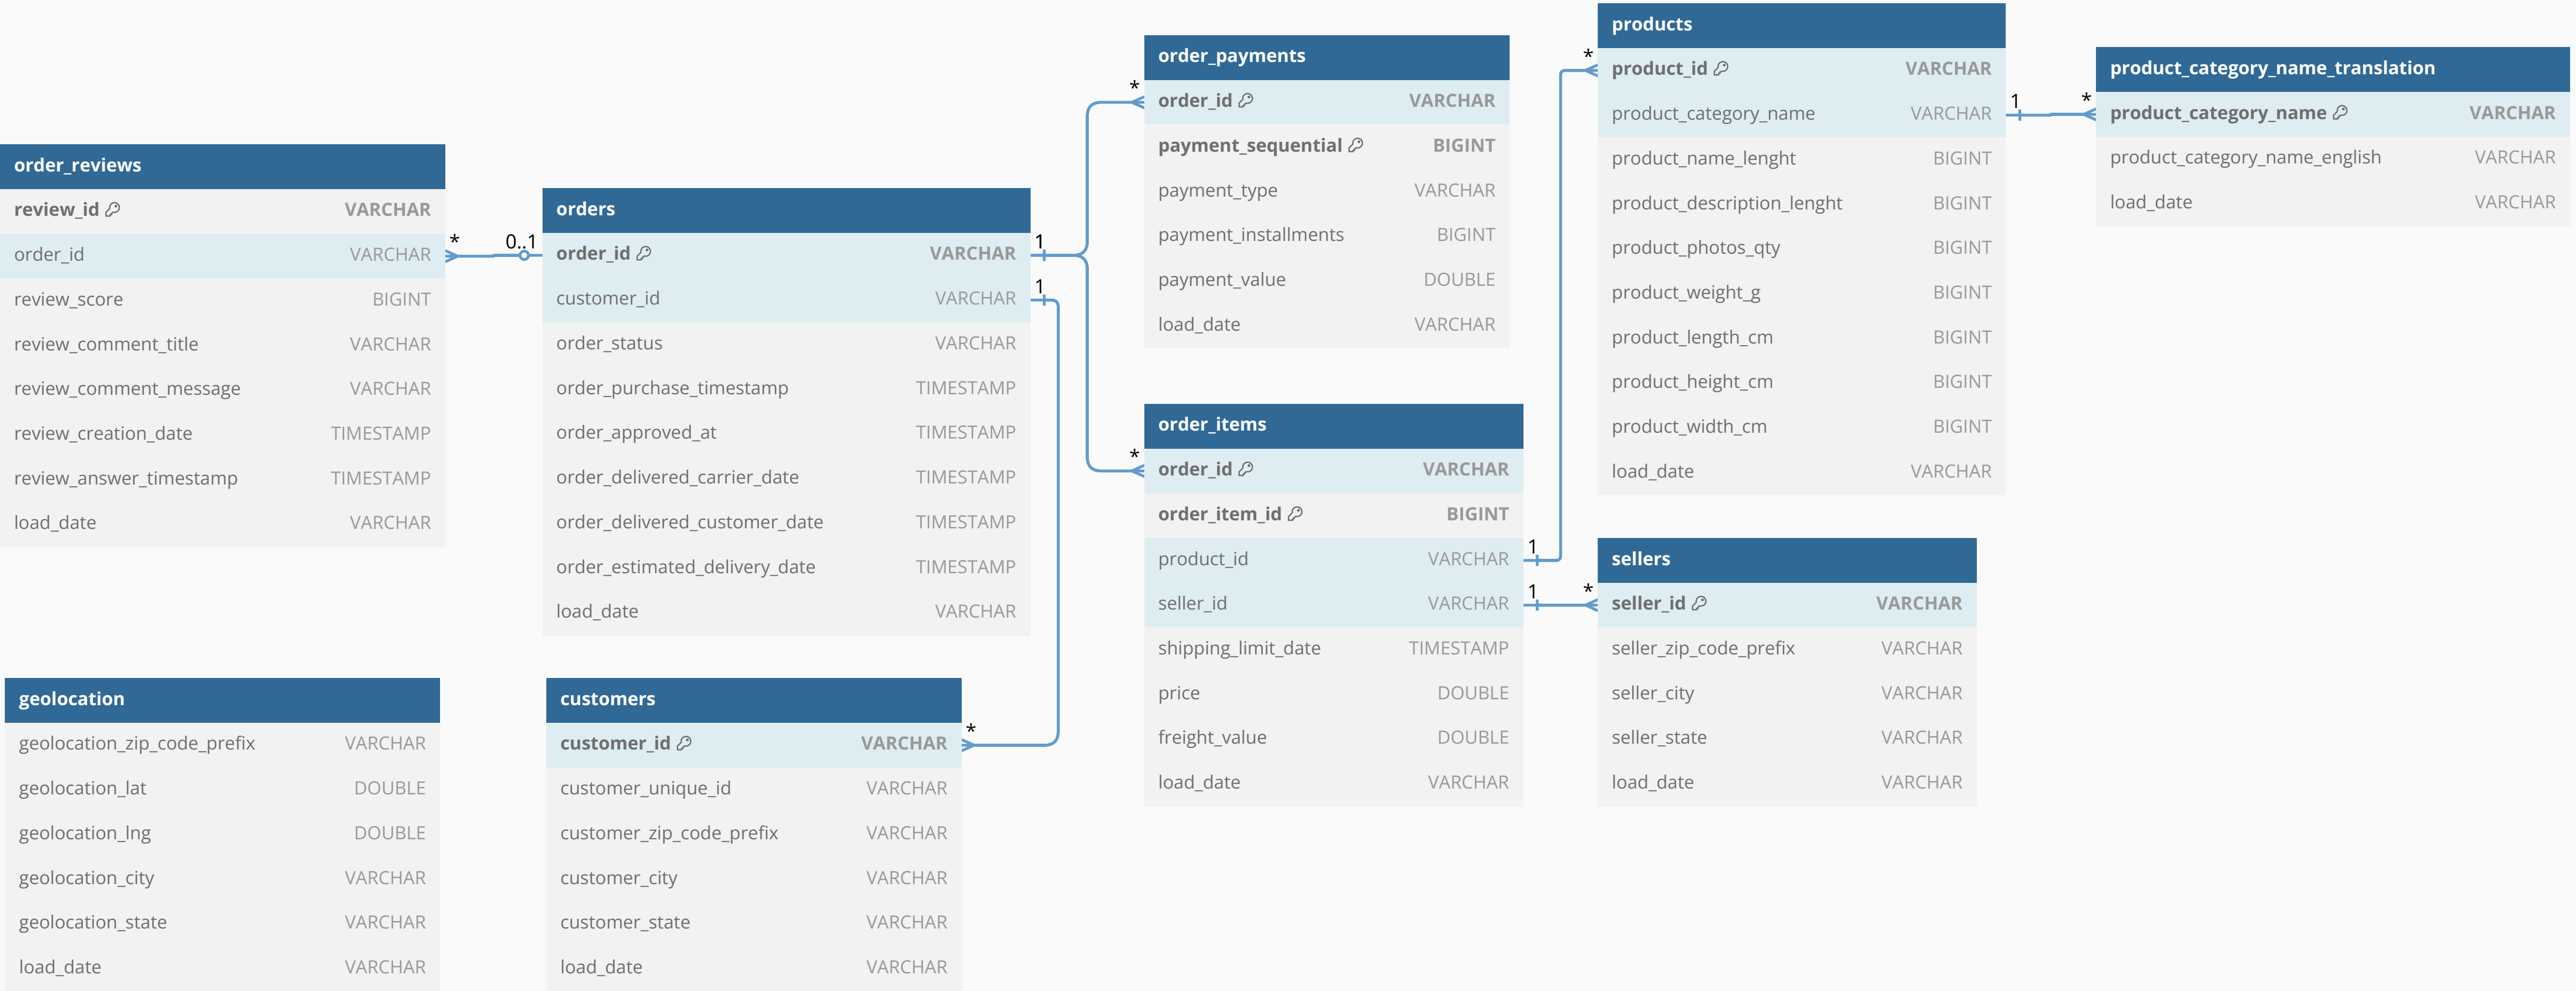 order_reviews
review_id VARCHAR
order_id VARCHAR
review_score BIGINT
review_comment_title VARCHAR
review_comment_message VARCHAR
review_creation_date TIMESTAMP
review_answer_timestamp TIMESTAMP
load_date VARCHAR
* 0..1
orders
order_id VARCHAR
customer_id VARCHAR
order_status VARCHAR
order_purchase_timestamp TIMESTAMP
order_approved_at TIMESTAMP
order_delivered_carrier_date TIMESTAMP
order_delivered_customer_date TIMESTAMP
order_estimated_delivery_date TIMESTAMP
load_date VARCHAR
1
1
geolocation
geolocation_zip_code_prefix VARCHAR
geolocation_lat DOUBLE
geolocation_lng DOUBLE
geolocation_city VARCHAR
geolocation_state VARCHAR
load_date VARCHAR
customers
customer_id VARCHAR
customer_unique_id VARCHAR
customer_zip_code_prefix VARCHAR
customer_city VARCHAR
customer_state VARCHAR
load_date VARCHAR
*
*
order_payments
order_id VARCHAR
payment_sequential BIGINT
payment_type VARCHAR
payment_installments BIGINT
payment_value DOUBLE
load_date VARCHAR
*
order_items
order_id VARCHAR
order_item_id BIGINT
product_id VARCHAR
seller_id VARCHAR
shipping_limit_date TIMESTAMP
price DOUBLE
freight_value DOUBLE
load_date VARCHAR
1
1 *
*
products
product_id VARCHAR
product_category_name VARCHAR
product_name_lenght BIGINT
product_description_lenght BIGINT
product_photos_qty BIGINT
product_weight_g BIGINT
product_length_cm BIGINT
product_height_cm BIGINT
product_width_cm BIGINT
load_date VARCHAR
sellers
seller_id VARCHAR
seller_zip_code_prefix VARCHAR
seller_city VARCHAR
seller_state VARCHAR
load_date VARCHAR
1 *
product_category_name_translation
product_category_name VARCHAR
product_category_name_english VARCHAR
load_date VARCHAR